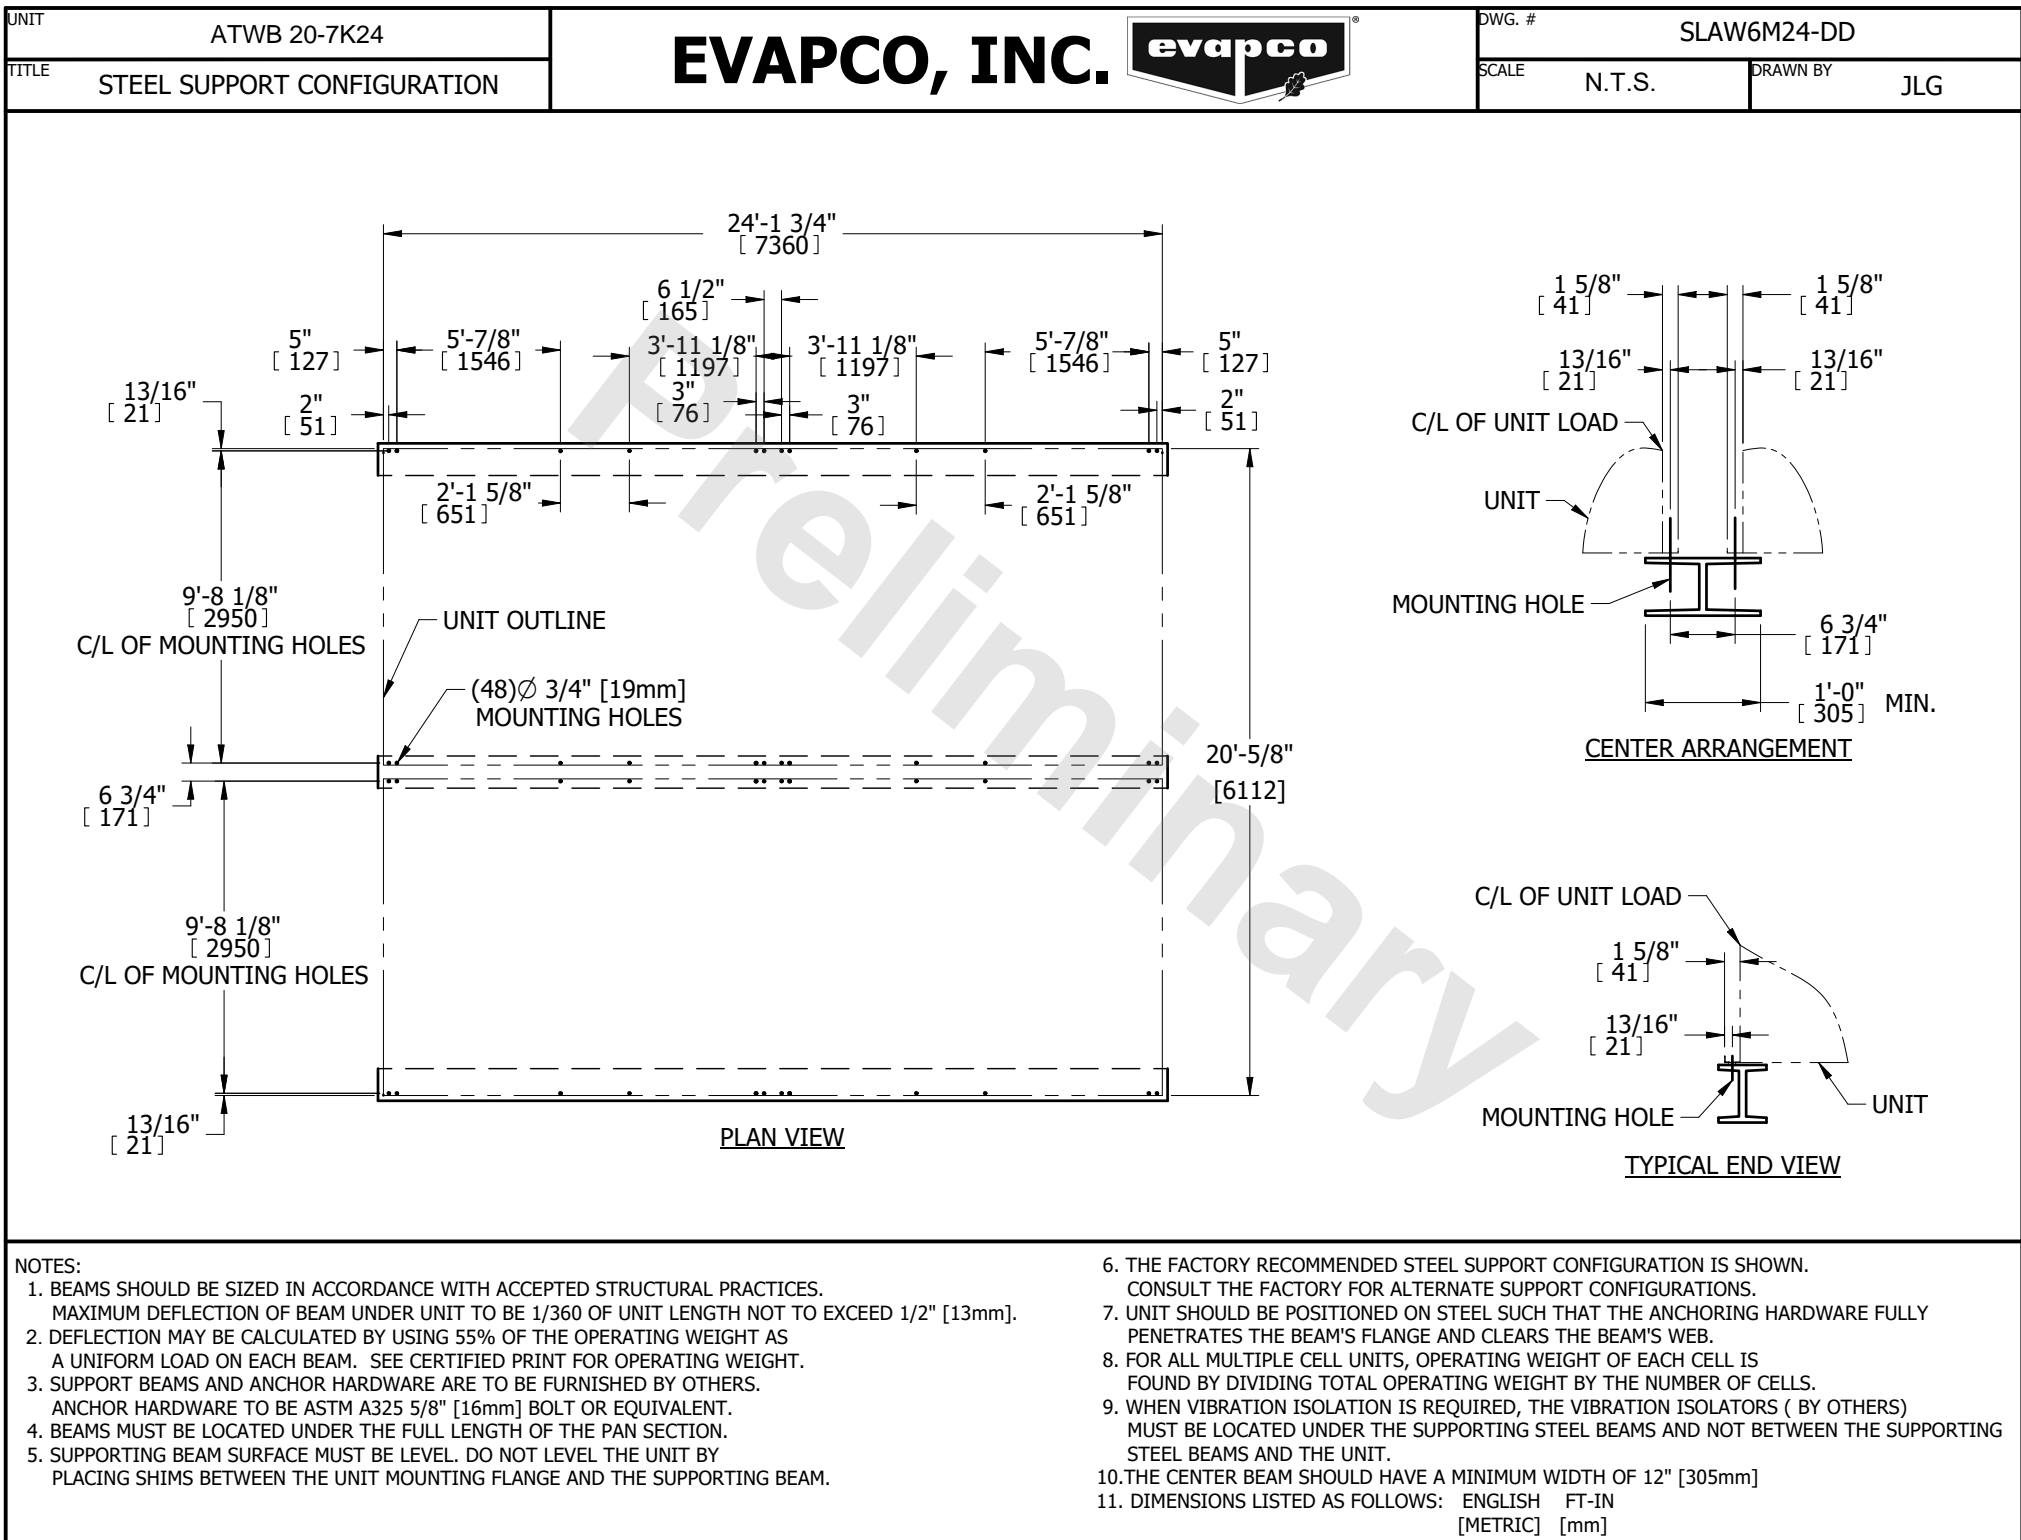 UNIT
ATWB 20-7K24
TITLE
STEEL SUPPORT CONFIGURATION
EVAPCO, INC.
evapco
®
DWG. #
SLAW6M24-DD
SCALE
N.T.S.
DRAWN BY
JLG
24'-1 3/4"
[ 7360]
6 1/2"
[ 165]
5"
[ 127]
5'-7/8"
[ 1546]
3'-11 1/8"
[ 1197]
3'-11 1/8"
[ 1197]
5'-7/8"
[ 1546]
5"
[ 127]
13/16"
[ 21]
2"
[ 51]
3"
[ 76]
3"
[ 76]
2"
[ 51]
2'-1 5/8"
[ 651]
2'-1 5/8"
[ 651]
9'-8 1/8"
[ 2950]
C/L OF MOUNTING HOLES
UNIT OUTLINE
(48)Ø 3/4" [19mm]
MOUNTING HOLES
6 3/4"
[ 171]
20'-5/8"
[6112]
9'-8 1/8"
[ 2950]
C/L OF MOUNTING HOLES
13/16"
[ 21]
PLAN VIEW
Preliminary
1 5/8"
[ 41]
1 5/8"
[ 41]
13/16"
[ 21]
13/16"
[ 21]
C/L OF UNIT LOAD
UNIT
MOUNTING HOLE
6 3/4"
[ 171]
1'-0"
[ 305]
MIN.
CENTER ARRANGEMENT
C/L OF UNIT LOAD
1 5/8"
[ 41]
13/16"
[ 21]
MOUNTING HOLE
UNIT
TYPICAL END VIEW
NOTES:
1. BEAMS SHOULD BE SIZED IN ACCORDANCE WITH ACCEPTED STRUCTURAL PRACTICES.
MAXIMUM DEFLECTION OF BEAM UNDER UNIT TO BE 1/360 OF UNIT LENGTH NOT TO EXCEED 1/2" [13mm].
2. DEFLECTION MAY BE CALCULATED BY USING 55% OF THE OPERATING WEIGHT AS
A UNIFORM LOAD ON EACH BEAM. SEE CERTIFIED PRINT FOR OPERATING WEIGHT.
3. SUPPORT BEAMS AND ANCHOR HARDWARE ARE TO BE FURNISHED BY OTHERS.
ANCHOR HARDWARE TO BE ASTM A325 5/8" [16mm] BOLT OR EQUIVALENT.
4. BEAMS MUST BE LOCATED UNDER THE FULL LENGTH OF THE PAN SECTION.
5. SUPPORTING BEAM SURFACE MUST BE LEVEL. DO NOT LEVEL THE UNIT BY
PLACING SHIMS BETWEEN THE UNIT MOUNTING FLANGE AND THE SUPPORTING BEAM.
6. THE FACTORY RECOMMENDED STEEL SUPPORT CONFIGURATION IS SHOWN.
CONSULT THE FACTORY FOR ALTERNATE SUPPORT CONFIGURATIONS.
7. UNIT SHOULD BE POSITIONED ON STEEL SUCH THAT THE ANCHORING HARDWARE FULLY
PENETRATES THE BEAM'S FLANGE AND CLEARS THE BEAM'S WEB.
8. FOR ALL MULTIPLE CELL UNITS, OPERATING WEIGHT OF EACH CELL IS
FOUND BY DIVIDING TOTAL OPERATING WEIGHT BY THE NUMBER OF CELLS.
9. WHEN VIBRATION ISOLATION IS REQUIRED, THE VIBRATION ISOLATORS ( BY OTHERS)
MUST BE LOCATED UNDER THE SUPPORTING STEEL BEAMS AND NOT BETWEEN THE SUPPORTING
STEEL BEAMS AND THE UNIT.
10.THE CENTER BEAM SHOULD HAVE A MINIMUM WIDTH OF 12" [305mm]
11. DIMENSIONS LISTED AS FOLLOWS: ENGLISH FT-IN
[METRIC] [mm]